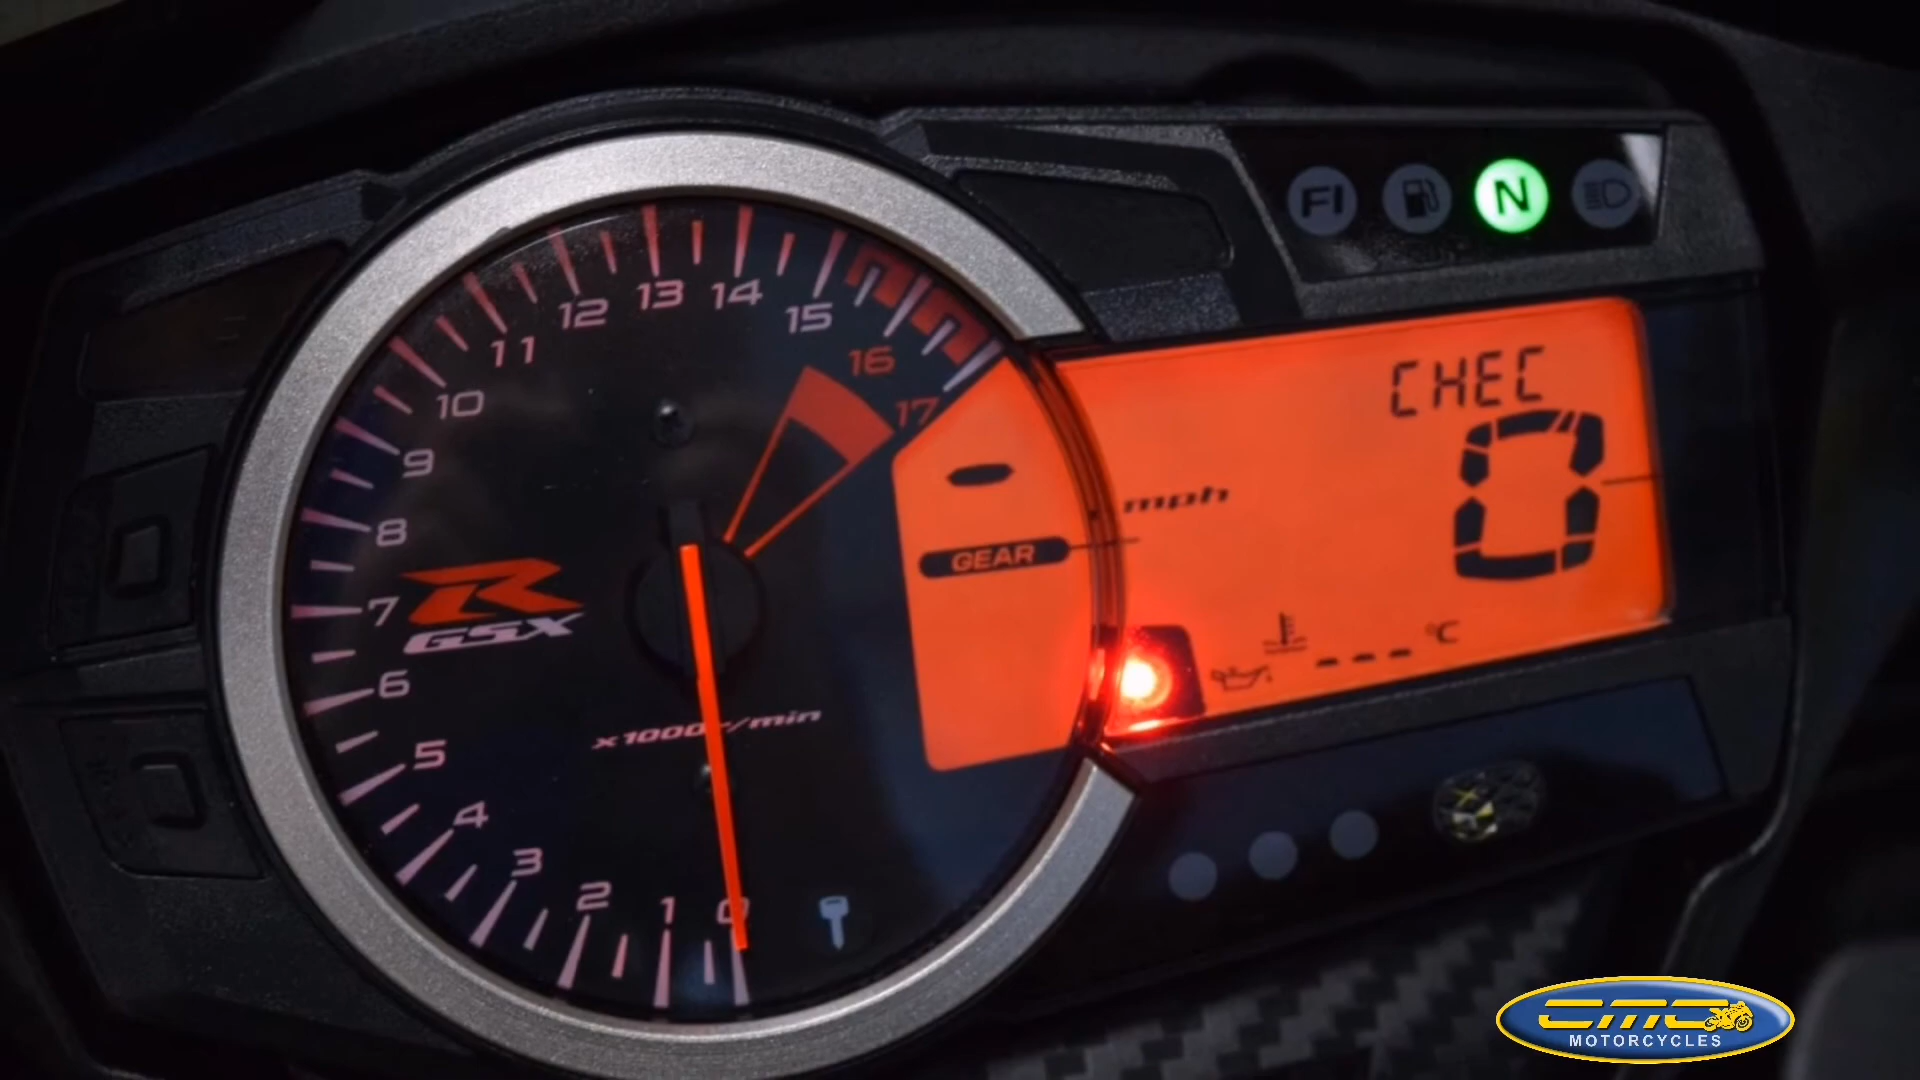 FI
N
13
14
12
15
11
16
10
17
9
8
7
6
5
4
3
2
1
0
R
GSX
x1000r/min
GEAR
CHEC
0
mph
--- °C
CMC
MOTORCYCLES